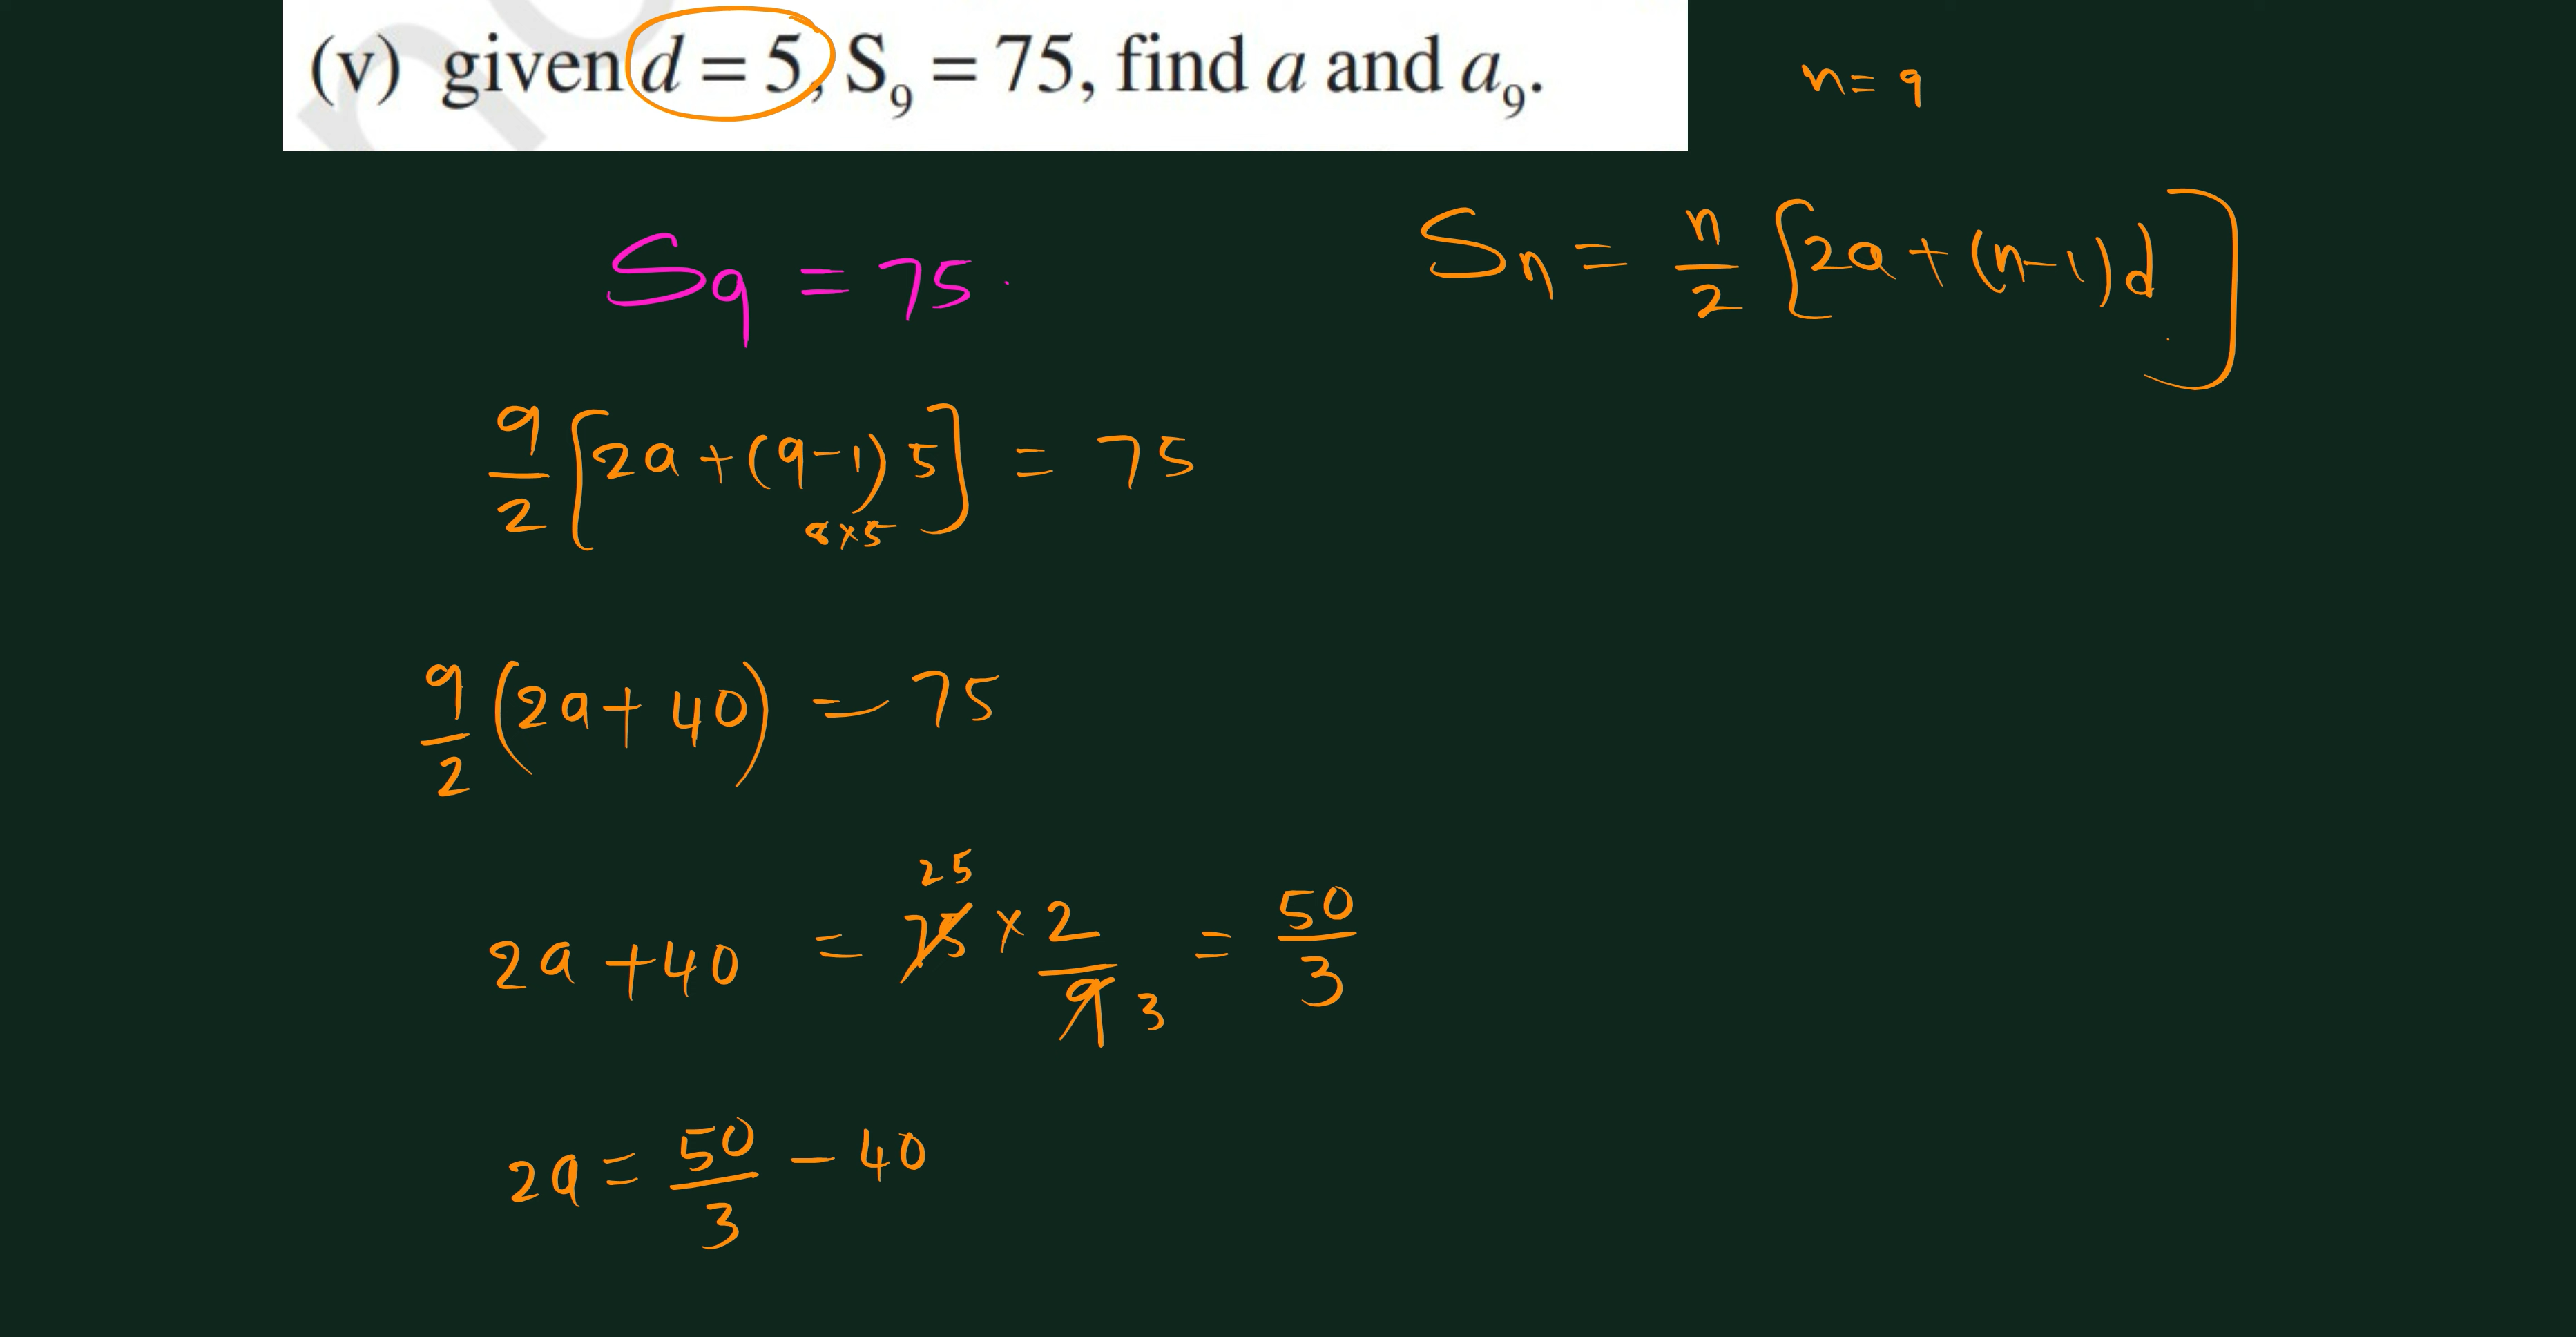 (v) given d = 5, S₉ = 75, find a and a₉.
n = 9
S₉ = 75
Sₙ = n/2 [2a + (n-1)d]
9/2 [2a + (9-1) 5] = 75
8×5
9/2 (2a + 40) = 75
25
2a + 40 = 75 × 2/9 3 = 50/3
2a = 50/3 - 40